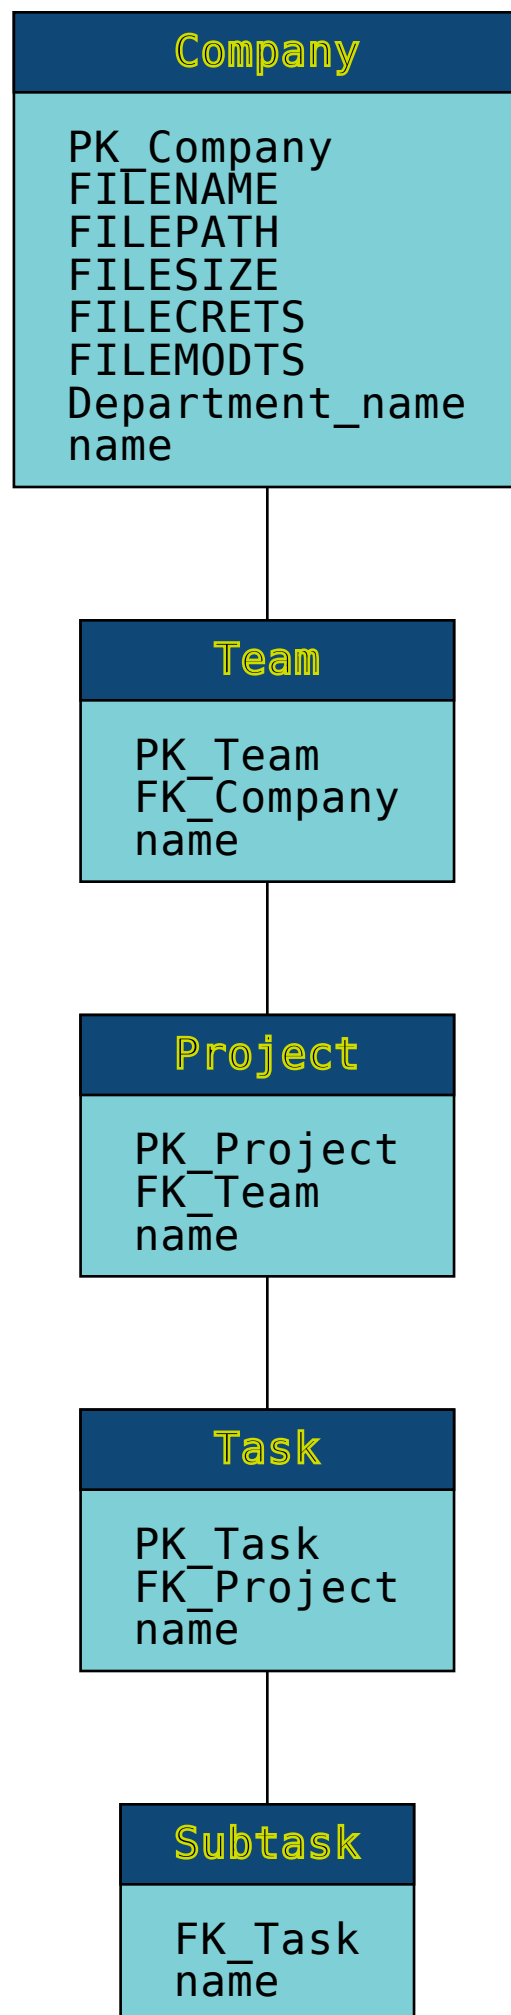 Company
PK_Company
FILENAME
FILEPATH
FILESIZE
FILECRETS
FILEMODTS
Department_name
name
Team
PK_Team
FK_Company
name
Project
PK_Project
FK_Team
name
Task
PK_Task
FK_Project
name
Subtask
FK_Task
name